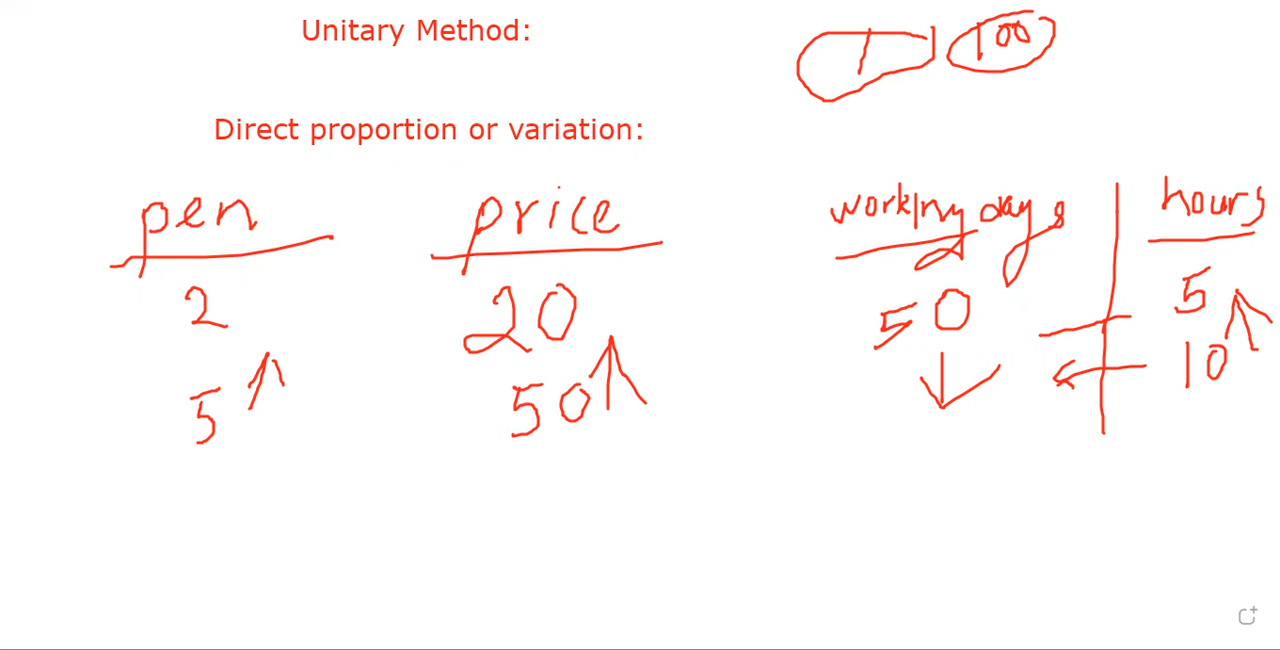 Unitary Method:
1 100
Direct proportion or variation:
pen price working days hours
2 20 50 5
5 50 10